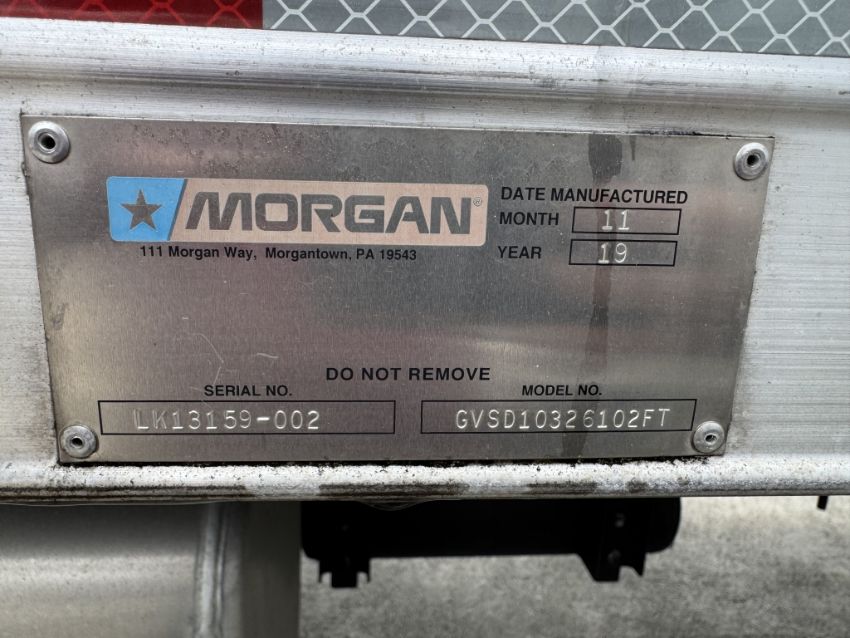 MORGAN®
111 Morgan Way, Morgantown, PA 19543
DATE MANUFACTURED
MONTH 11
YEAR 19
DO NOT REMOVE
SERIAL NO.
LK13159-002
MODEL NO.
GVSD10326102FT